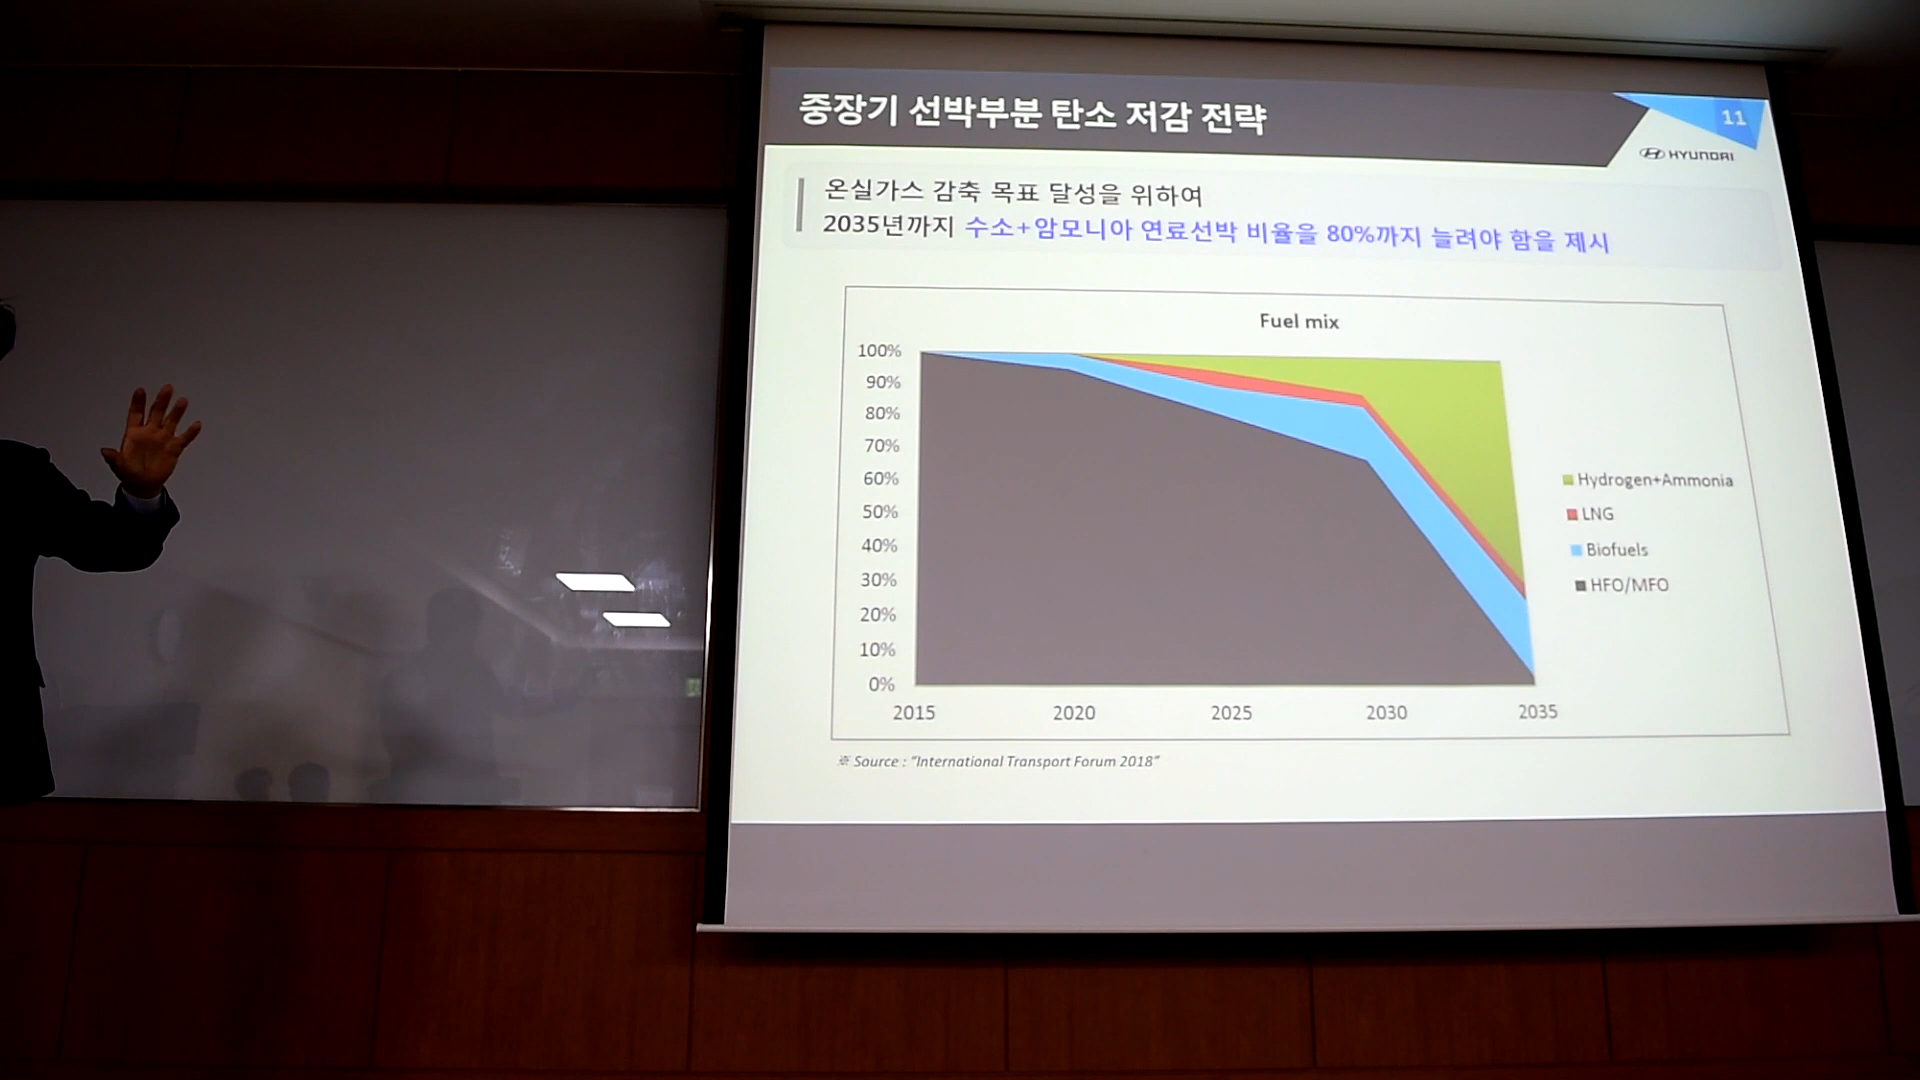 중장기 선박부분 탄소 저감 전략
11
HYUNDAI
온실가스 감축 목표 달성을 위하여
2035년까지 수소+암모니아 연료선박 비율을 80%까지 늘려야 함을 제시
Fuel mix
100%
90%
80%
70%
60%
50%
40%
30%
20%
10%
0%
2015 2020 2025 2030 2035
Hydrogen+Ammonia
LNG
Biofuels
HFO/MFO
※ Source : "International Transport Forum 2018"